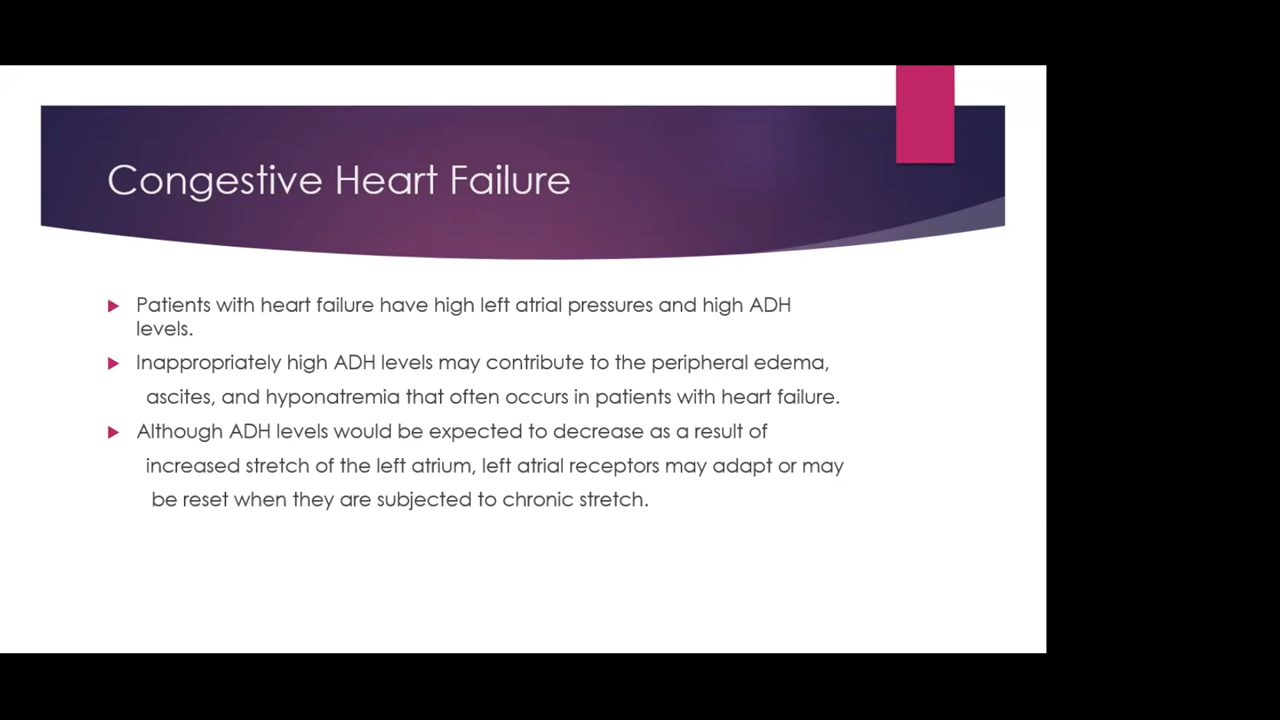 Congestive Heart Failure
Patients with heart failure have high left atrial pressures and high ADH
levels.
Inappropriately high ADH levels may contribute to the peripheral edema,
ascites, and hyponatremia that often occurs in patients with heart failure.
Although ADH levels would be expected to decrease as a result of
increased stretch of the left atrium, left atrial receptors may adapt or may
be reset when they are subjected to chronic stretch.